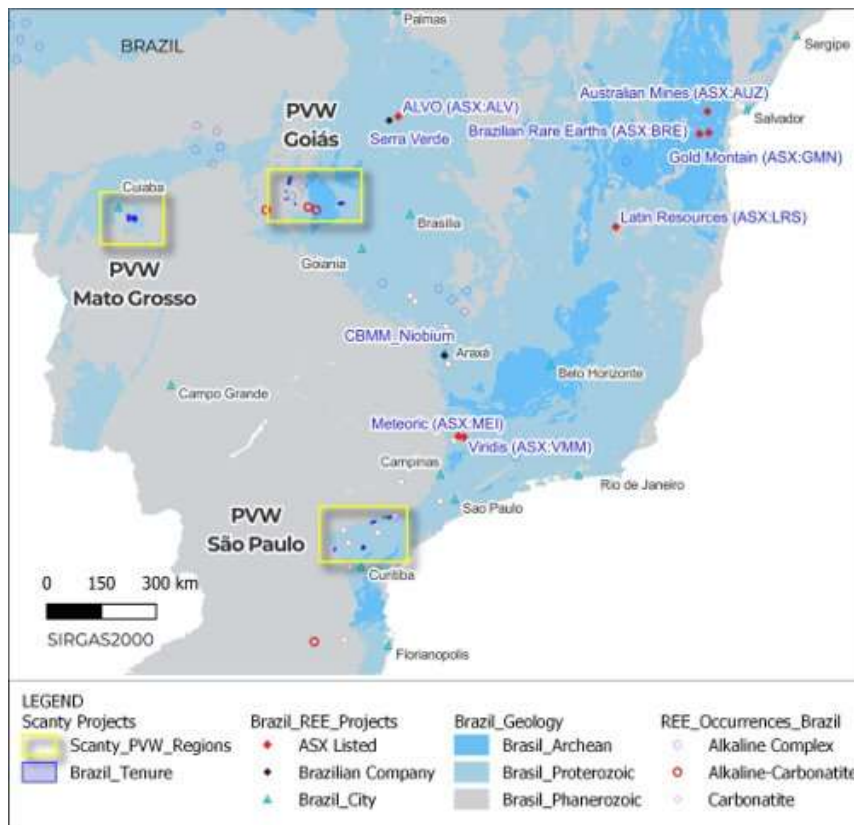 Palmas
BRAZIL
Sergipe
PVW
Goiás
ALVO (ASX:ALV)
Serra Verde
Australian Mines (ASX:AUZ)
Salvador
Brazilian Rare Earths (ASX:BRE)
Gold Montain (ASX:GMN)
Cuiaba
Brasilia
Latin Resources (ASX:LRS)
Goiania
PVW
Mato Grosso
CBMM_Niobium
Araxá
Belo Horizonte
Campo Grande
Meteoric (ASX:MEI)
Viridis (ASX:VMM)
Campinas
Rio de Janeiro
Sao Paulo
PVW
São Paulo
Curitiba
0 150 300 km
SIRGAS2000
Florianopolis
LEGEND
Scanty Projects
Scanty_PVW_Regions
Brazil_Tenure
Brazil_REE_Projects
ASX Listed
Brazilian Company
Brazil_City
Brazil_Geology
Brasil_Archean
Brasil_Proterozoic
Brasil_Phanerozoic
REE_Occurrences_Brazil
Alkaline Complex
Alkaline-Carbonatite
Carbonatite